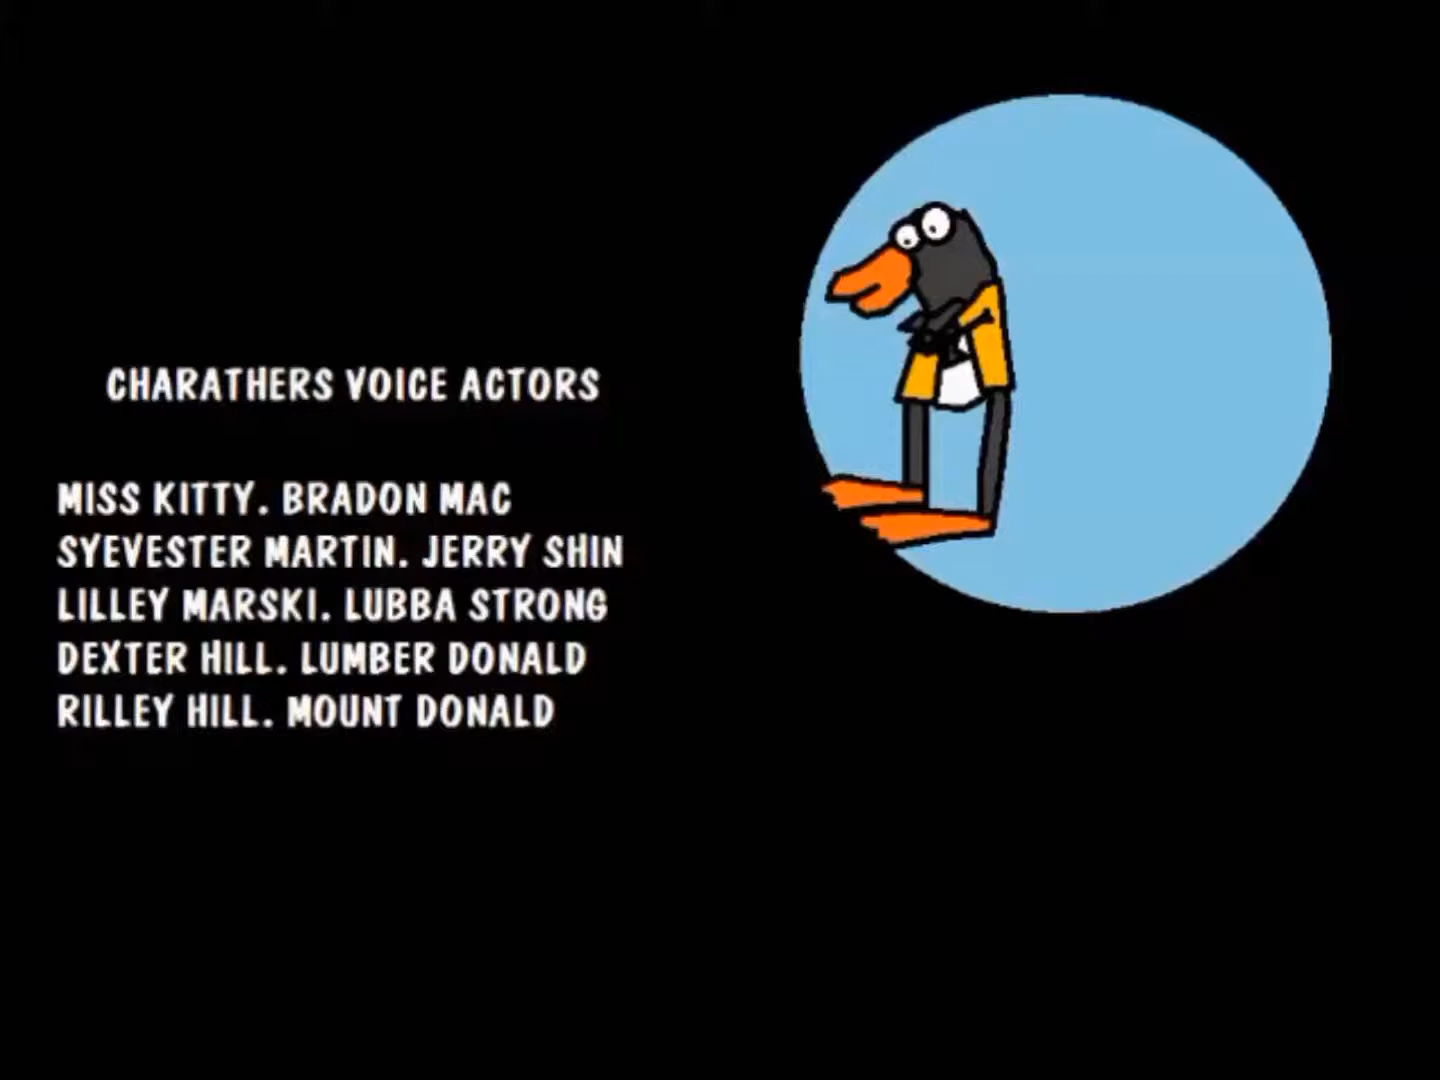 CHARATHERS VOICE ACTORS
MISS KITTY. BRADON MAC
SYEVESTER MARTIN. JERRY SHIN
LILLEY MARSKI. LUBBA STRONG
DEXTER HILL. LUMBER DONALD
RILLEY HILL. MOUNT DONALD